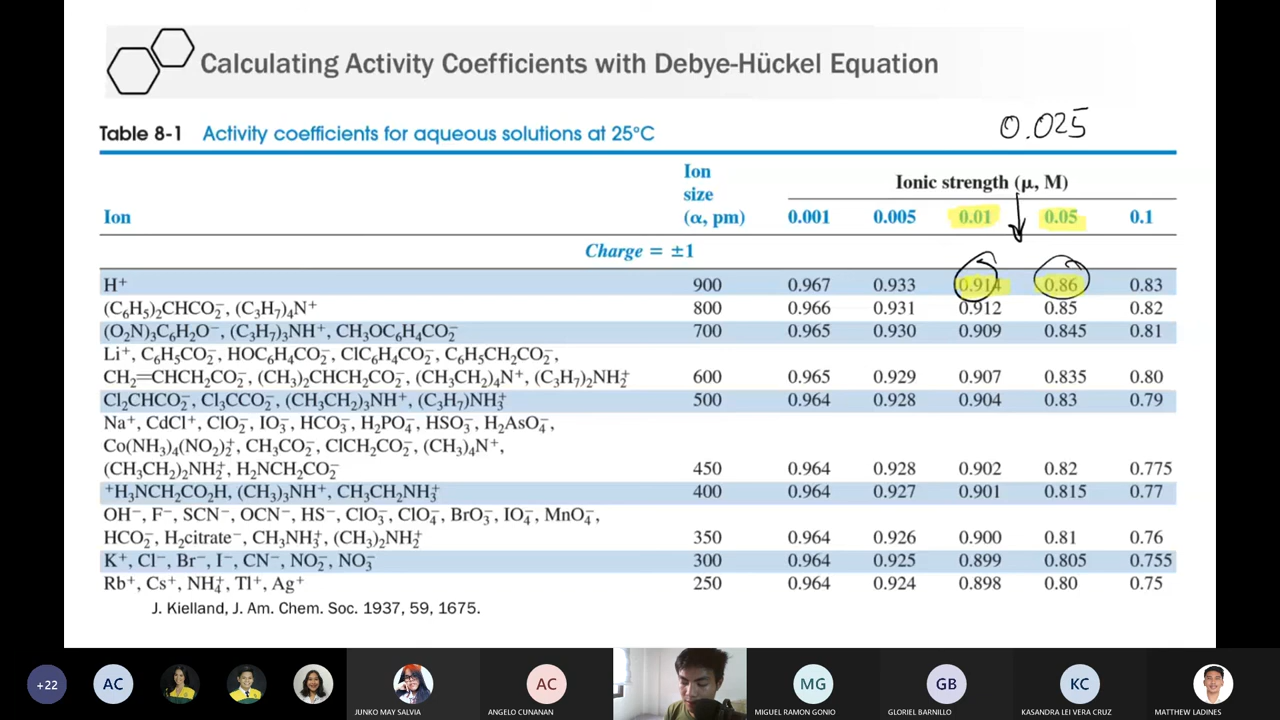 Calculating Activity Coefficients with Debye-Hückel Equation
0.025
Table 8-1 Activity coefficients for aqueous solutions at 25°C
Ion
Ion size (α, pm)
Ionic strength (μ, M)
0.001 0.005 0.01 0.05 0.1
Charge = ±1
H⁺ 900 0.967 0.933 0.914 0.86 0.83
(C₆H₅)₂CHCO₂⁻, (C₃H₇)₄N⁺ 800 0.966 0.931 0.912 0.85 0.82
(O₂N)₃C₆H₂O⁻, (C₃H₇)₃NH⁺, CH₃OC₆H₄CO₂⁻ 700 0.965 0.930 0.909 0.845 0.81
Li⁺, C₆H₅CO₂⁻, HOC₆H₄CO₂⁻, ClC₆H₄CO₂⁻, C₆H₅CH₂CO₂⁻,
CH₂=CHCH₂CO₂⁻, (CH₃)₂CHCH₂CO₂⁻, (CH₃CH₂)₄N⁺, (C₃H₇)₂NH₂⁺ 600 0.965 0.929 0.907 0.835 0.80
Cl₂CHCO₂⁻, Cl₃CCO₂⁻, (CH₃CH₂)₃NH⁺, (C₃H₇)NH₃⁺ 500 0.964 0.928 0.904 0.83 0.79
Na⁺, CdCl⁺, ClO₂⁻, IO₃⁻, HCO₃⁻, H₂PO₄⁻, HSO₃⁻, H₂AsO₄⁻,
Co(NH₃)₄(NO₂)₂⁺, CH₃CO₂⁻, ClCH₂CO₂⁻, (CH₃)₄N⁺,
(CH₃CH₂)₂NH₂⁺, H₂NCH₂CO₂⁻ 450 0.964 0.928 0.902 0.82 0.775
⁺H₃NCH₂CO₂H, (CH₃)₃NH⁺, CH₃CH₂NH₃⁺ 400 0.964 0.927 0.901 0.815 0.77
OH⁻, F⁻, SCN⁻, OCN⁻, HS⁻, ClO₃⁻, ClO₄⁻, BrO₃⁻, IO₄⁻, MnO₄⁻,
HCO₂⁻, H₂citrate⁻, CH₃NH₃⁺, (CH₃)₂NH₂⁺ 350 0.964 0.926 0.900 0.81 0.76
K⁺, Cl⁻, Br⁻, I⁻, CN⁻, NO₂⁻, NO₃⁻ 300 0.964 0.925 0.899 0.805 0.755
Rb⁺, Cs⁺, NH₄⁺, Tl⁺, Ag⁺ 250 0.964 0.924 0.898 0.80 0.75
J. Kielland, J. Am. Chem. Soc. 1937, 59, 1675.
+22 AC AC MG GB KC
JUNKO MAY SALVIA ANGELO CUNANAN MIGUEL RAMON GONIO GLORIEL BARNILLO KASANDRA LEI VERA CRUZ MATTHEW LADINES